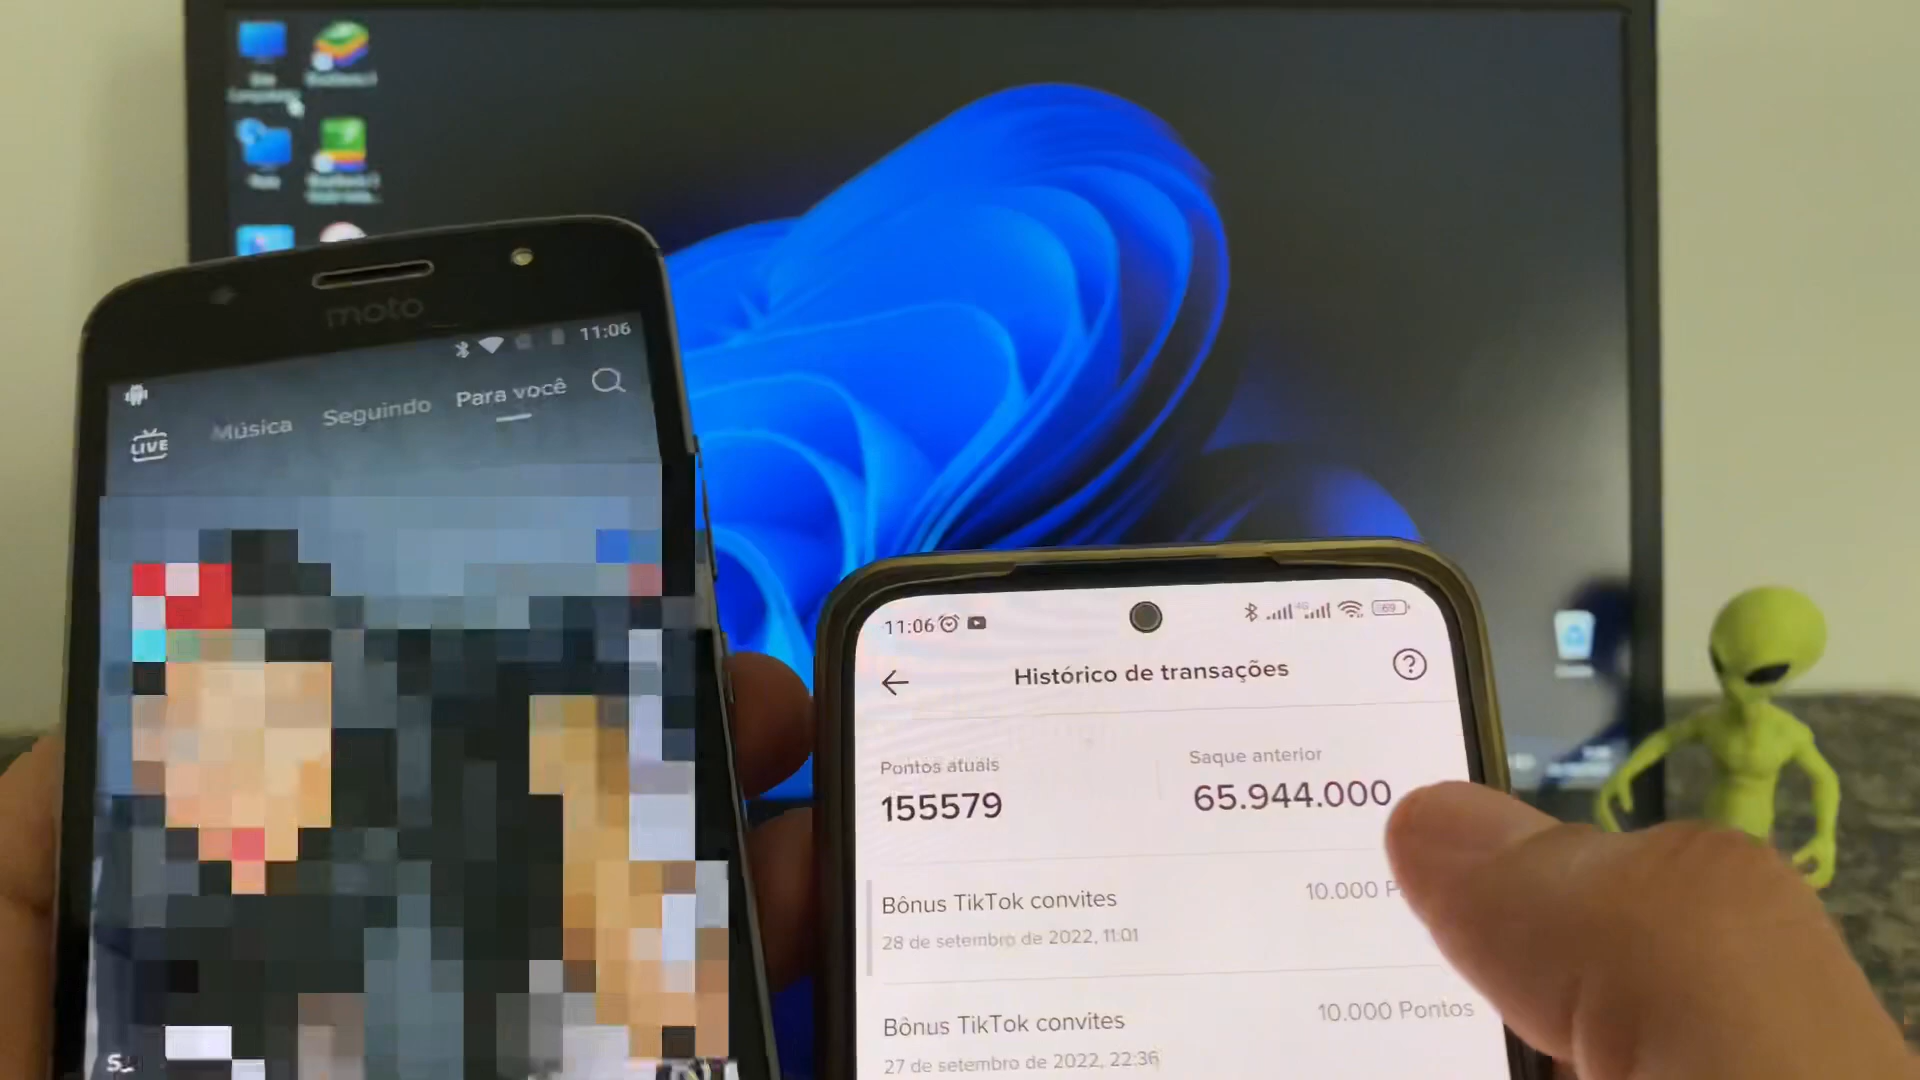 moto
11:06
LIVE
Música
Seguindo
Para você
11:06
4G
69
Histórico de transações
?
Pontos atuais
Saque anterior
155579
65.944.000
Bônus TikTok convites
10.000 P
28 de setembro de 2022, 11:01
Bônus TikTok convites
10.000 Pontos
27 de setembro de 2022, 22:36